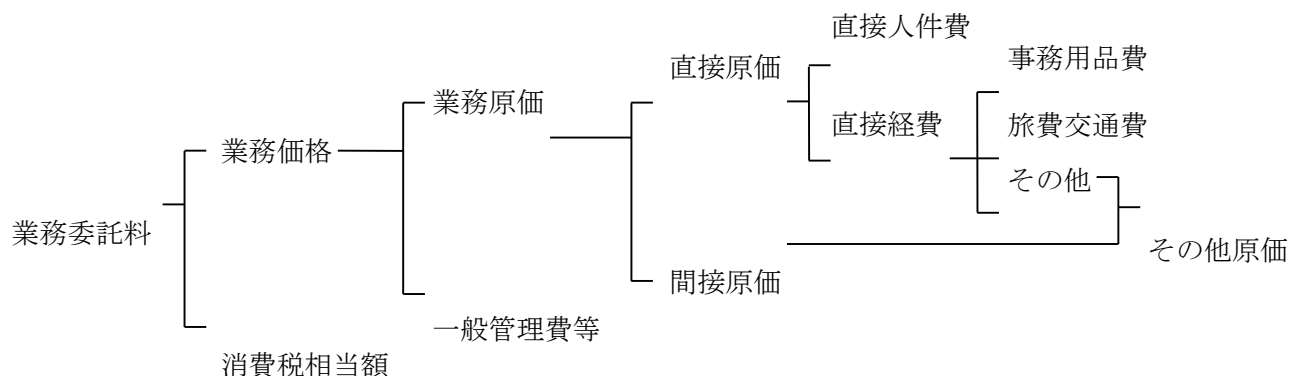 直接人件費
事務用品費
直接原価
業務原価
直接経費
旅費交通費
業務価格
その他
業務委託料
その他原価
間接原価
一般管理費等
消費税相当額